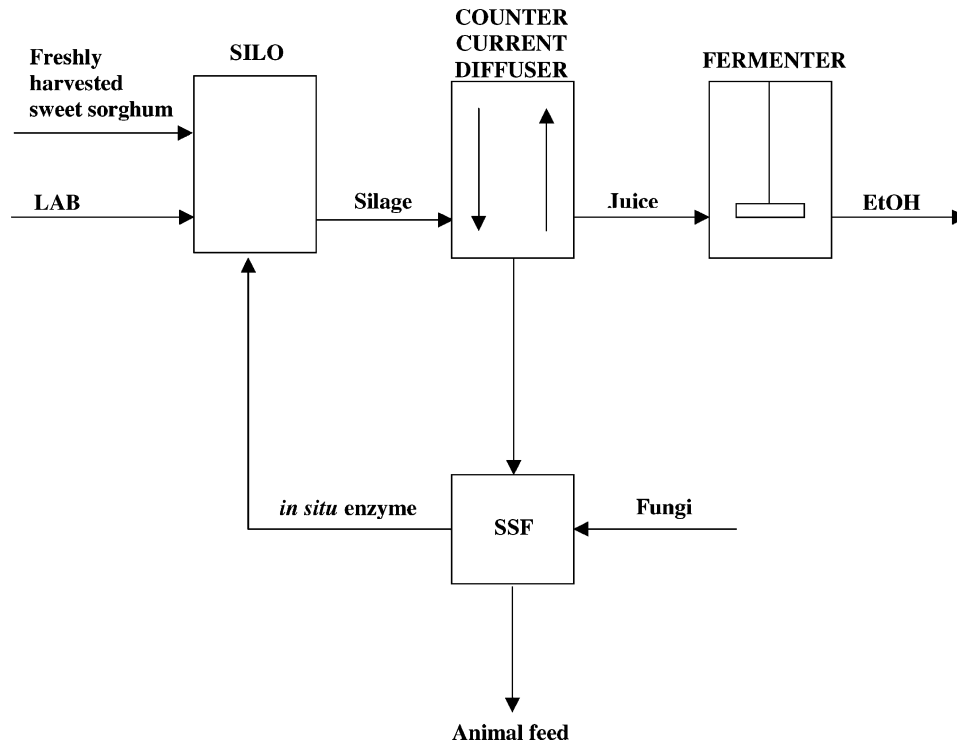 Freshly
harvested
sweet sorghum
SILO
COUNTER
CURRENT
DIFFUSER
FERMENTER
LAB
Silage
Juice
EtOH
in situ enzyme
SSF
Fungi
Animal feed